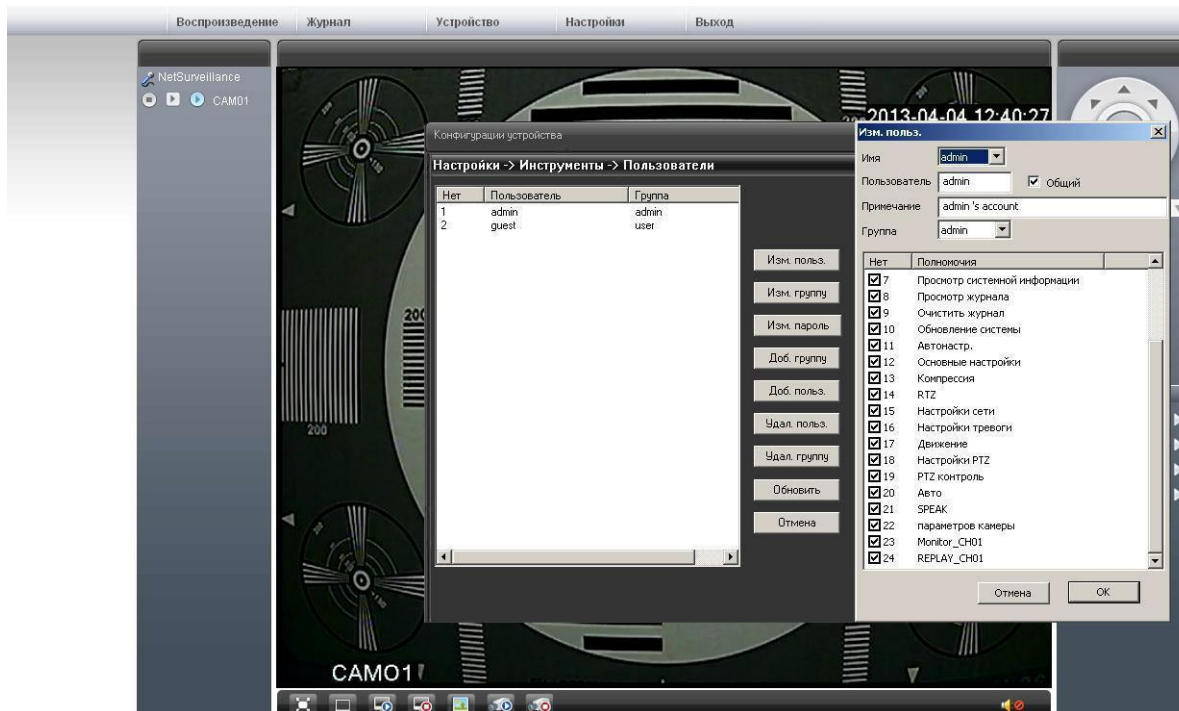 Воспроизведение Журнал Устройство Настройки Выход
NetSurveillance
CAM01
2013-04-04 12:40:27
200
200
CAM01
Конфигурации устройства
Настройки -> Инструменты -> Пользователи
Нет Пользователь Группа
1 admin admin
2 guest user
Изм. польз.
Изм. группу
Изм. пароль
Доб. группу
Доб. польз.
Удал. польз.
Удал. группу
Обновить
Отмена
Изм. польз.
Имя admin
Пользователь admin Общий
Примечание admin 's account
Группа admin
Нет Полномочия
7 Просмотр системной информации
8 Просмотр журнала
9 Очистить журнал
10 Обновление системы
11 Автонастр.
12 Основные настройки
13 Компрессия
14 RTZ
15 Настройки сети
16 Настройки тревоги
17 Движение
18 Настройки PTZ
19 PTZ контроль
20 Авто
21 SPEAK
22 параметров камеры
23 Monitor_CH01
24 REPLAY_CH01
Отмена OK